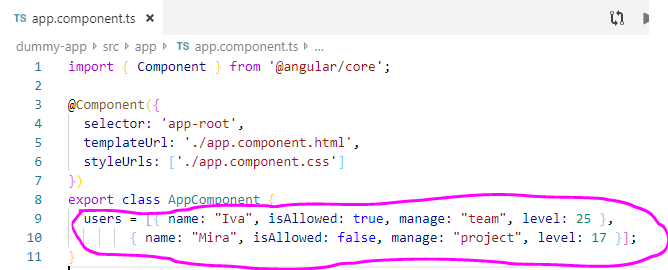 TS app.component.ts ×
dummy-app > src > app > TS app.component.ts > ...
1 import { Component } from '@angular/core';
2
3 @Component({
4 selector: 'app-root',
5 templateUrl: './app.component.html',
6 styleUrls: ['./app.component.css']
7 })
8 export class AppComponent {
9 users = [{ name: "Iva", isAllowed: true, manage: "team", level: 25 },
10 { name: "Mira", isAllowed: false, manage: "project", level: 17 }];
11 }